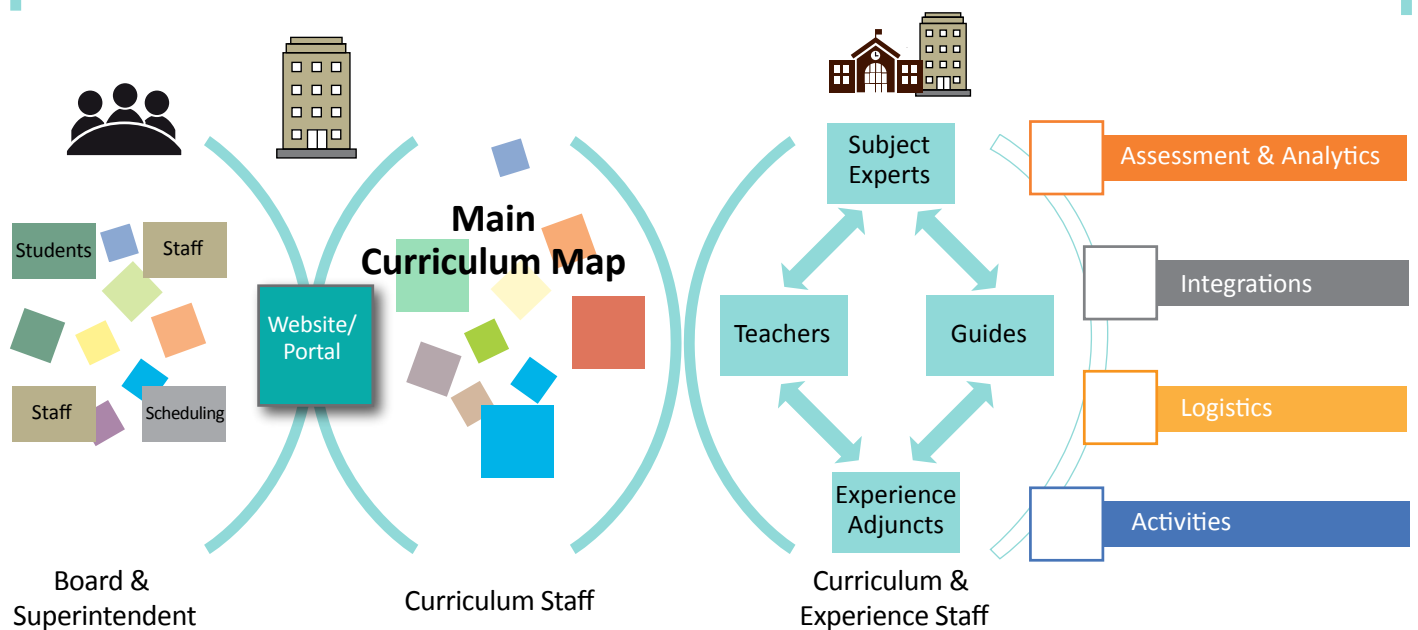 Students
Staff
Staff
Scheduling
Board &
Superintendent
Website/
Portal
Main
Curriculum Map
Curriculum Staff
Subject
Experts
Teachers
Guides
Experience
Adjuncts
Curriculum &
Experience Staff
Assessment & Analytics
Integrations
Logistics
Activities